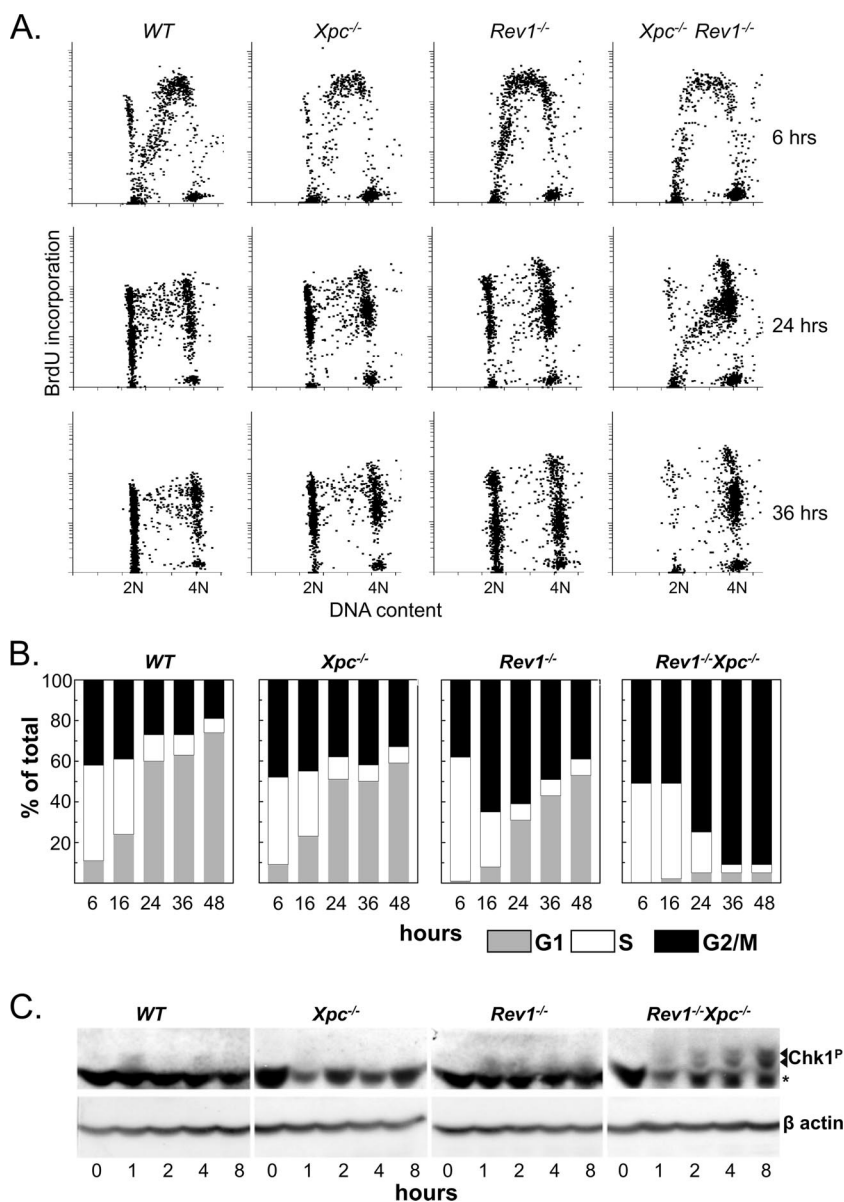 A.
WT Xpc-/- Rev1-/- Xpc-/- Rev1-/-
6 hrs
24 hrs
36 hrs
BrdU incorporation
2N 4N 2N 4N 2N 4N 2N 4N
DNA content
B.
WT Xpc-/- Rev1-/- Rev1-/-Xpc-/-
% of total
100
80
60
40
20
6 16 24 36 48 6 16 24 36 48 6 16 24 36 48 6 16 24 36 48
hours
G1 S G2/M
C.
WT Xpc-/- Rev1-/- Rev1-/-Xpc-/-
Chk1P
*
β actin
0 1 2 4 8 0 1 2 4 8 0 1 2 4 8 0 1 2 4 8
hours